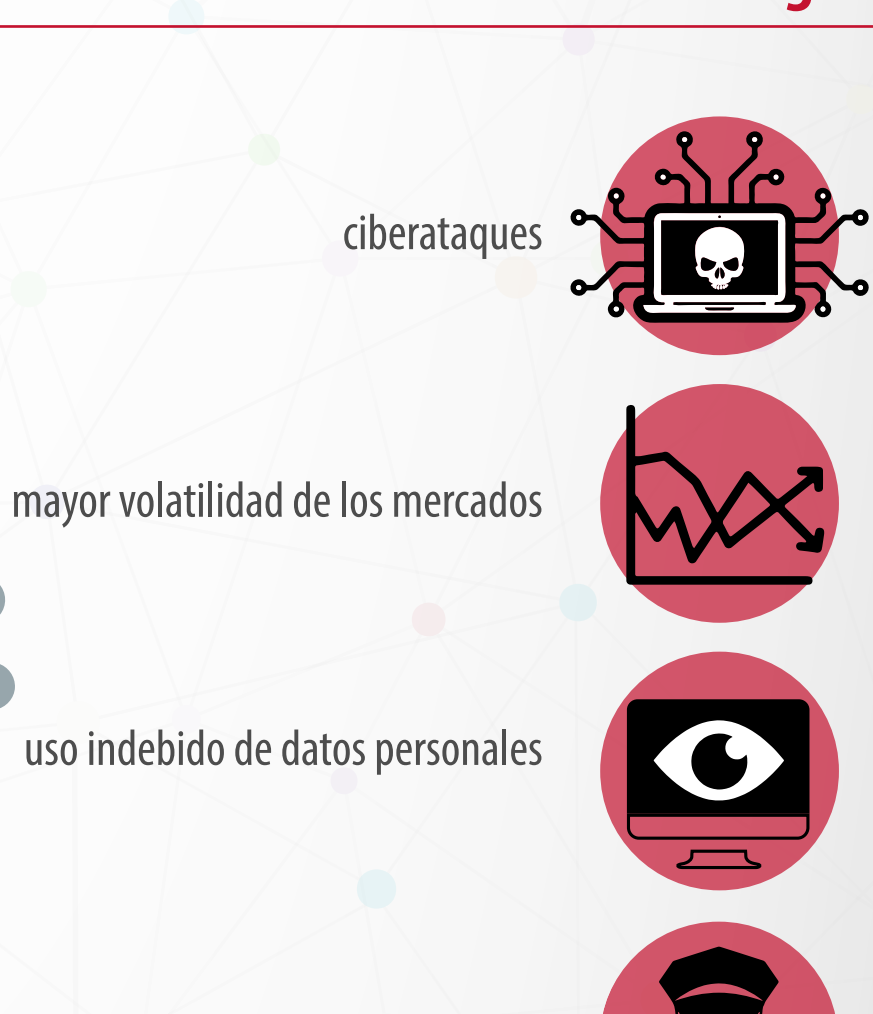 ciberataques
mayor volatilidad de los mercados
uso indebido de datos personales